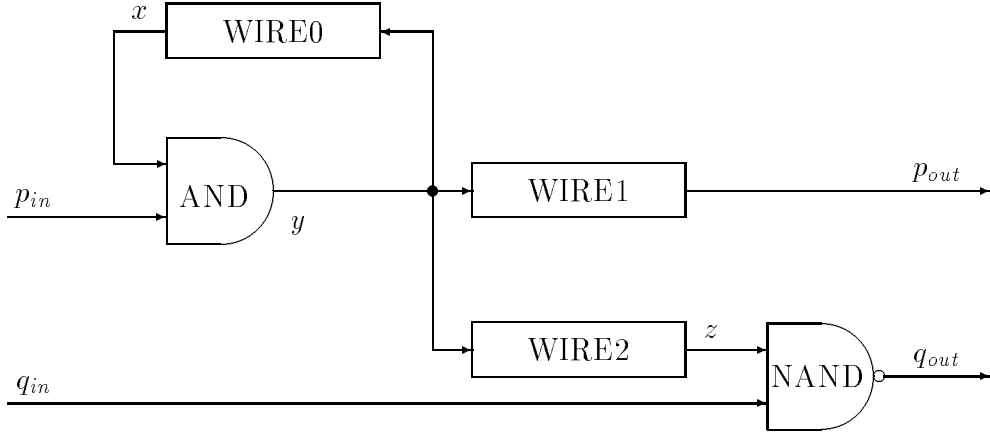 x
WIRE0
p_in
AND
y
WIRE1
p_out
WIRE2
z
NAND
q_out
q_in